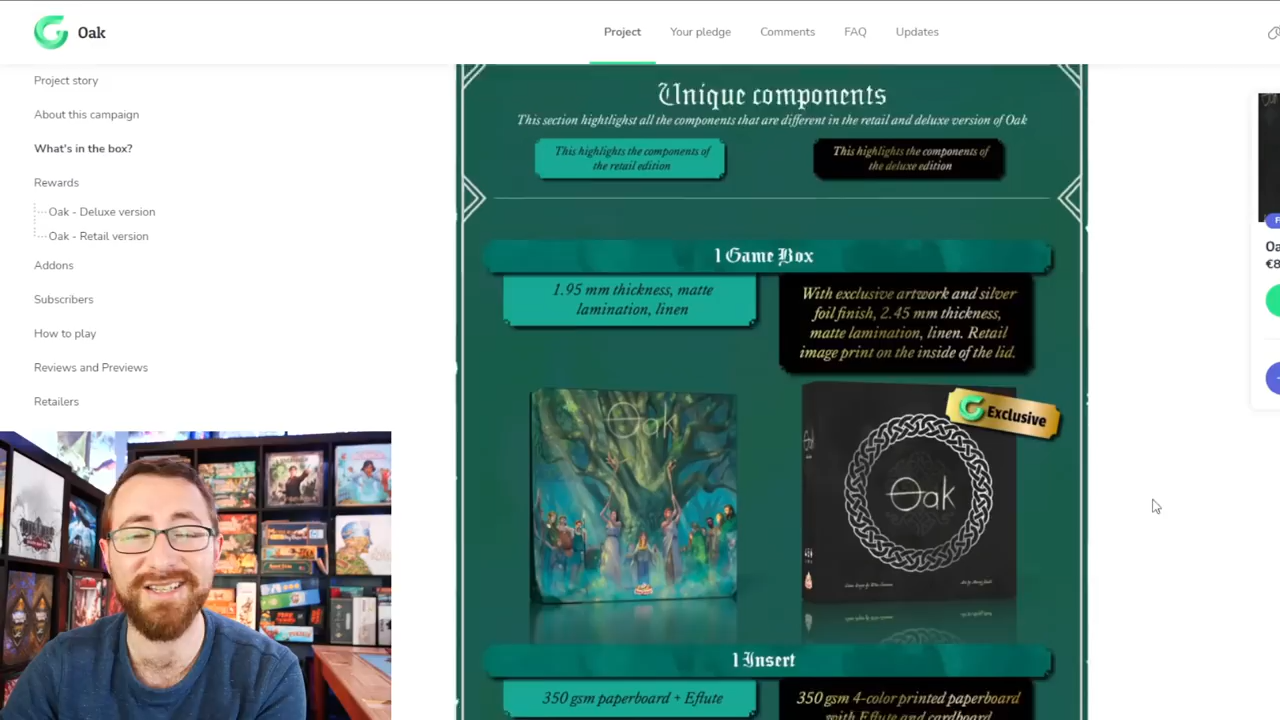 Oak
Project
Your pledge
Comments
FAQ
Updates
Project story
About this campaign
What's in the box?
Rewards
Oak - Deluxe version
Oak - Retail version
Addons
Subscribers
How to play
Reviews and Previews
Retailers
Unique components
This section hightlighst all the components that are different in the retail and deluxe version of Oak
This highlights the components of
the retail edition
This highlights the components of
the deluxe edition
1 Game Box
1.95 mm thickness, matte
lamination, linen
With exclusive artwork and silver
foil finish, 2.45 mm thickness,
matte lamination, linen. Retail
image print on the inside of the lid.
Oak
Exclusive
Oak
1 Insert
350 gsm paperboard + Eflute
350 gsm 4-color printed paperboard
with Eflute and cardboard
€8